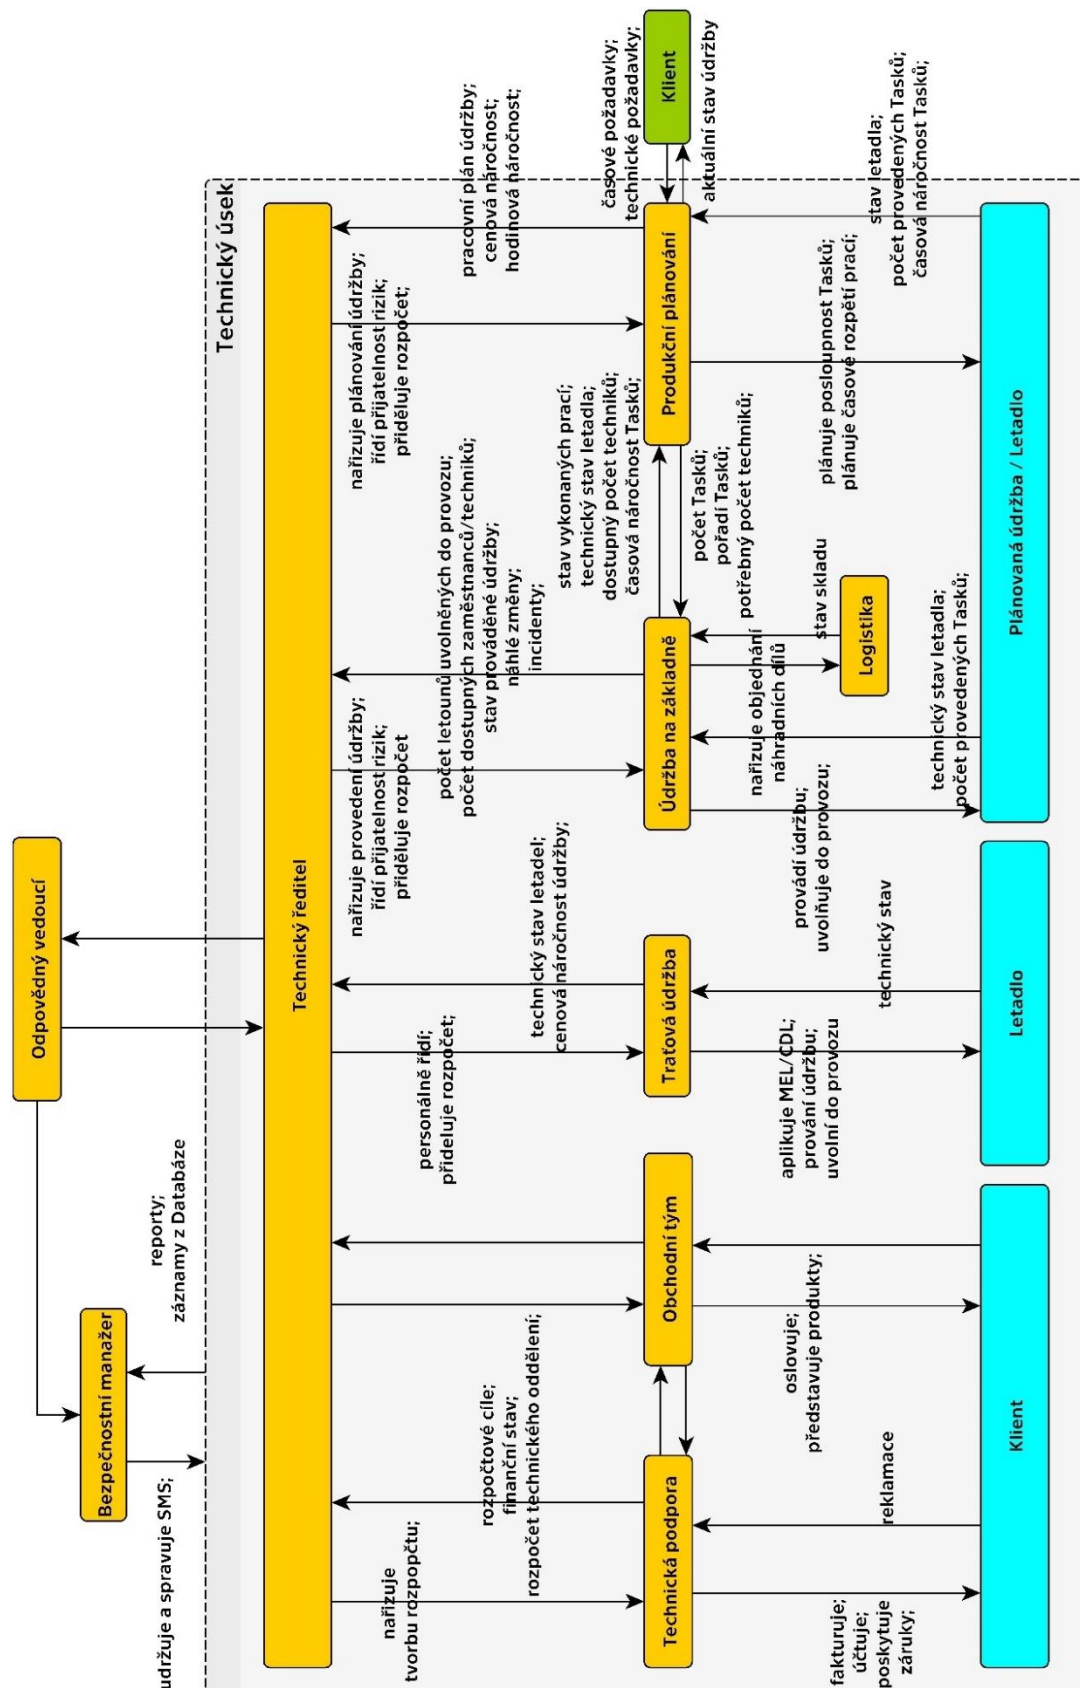 Odpovědný vedoucí
Bezpečnostní manažer
reporty;
záznamy z Databáze
udržuje a spravuje SMS;
Technický úsek
Technický ředitel
nařizuje
tvorbu rozpopčtu;
rozpočtové cíle;
finanční stav;
rozpočet technického oddělení;
personálně řídí;
přideluje rozpočet;
technický stav letadel;
cenová náročnost údržby;
nařizuje provedení údržby;
řídí přijatelnost rizik;
přiděluje rozpočet
počet letounů uvolněných do provozu;
počet dostupných zaměstnanců/techniků;
stav prováděné údržby;
náhlé změny;
incidenty;
nařizuje plánování údržby;
řídí přijatelnost rizik;
přiděluje rozpočet;
pracovní plán údržby;
cenová náročnost;
hodinová náročnost;
Technická podpora
Obchodní tým
Traťová údržba
Údržba na základně
stav vykonaných prací;
technický stav letadla;
dostupný počet techniků;
časová náročnost Tasků;
počet Tasků;
pořadí Tasků;
potřebný počet techniků;
Produkční plánování
časové požadavky;
technické požadavky;
aktuální stav údržby
Klient
fakturuje;
účtuje;
poskytuje
záruky;
reklamace
oslovuje;
představuje produkty;
aplikuje MEL/CDL;
prování údržbu;
uvolní do provozu
technický stav
provádí údržbu;
uvolňuje do provozu;
nařizuje objednání
náhradních dílů
stav skladu
Logistika
technický stav letadla;
počet provedených Tasků;
plánuje posloupnost Tasků;
plánuje časové rozpětí prací;
stav letadla;
počet provedených Tasků;
časová náročnost Tasků;
Klient
Letadlo
Plánovaná údržba / Letadlo